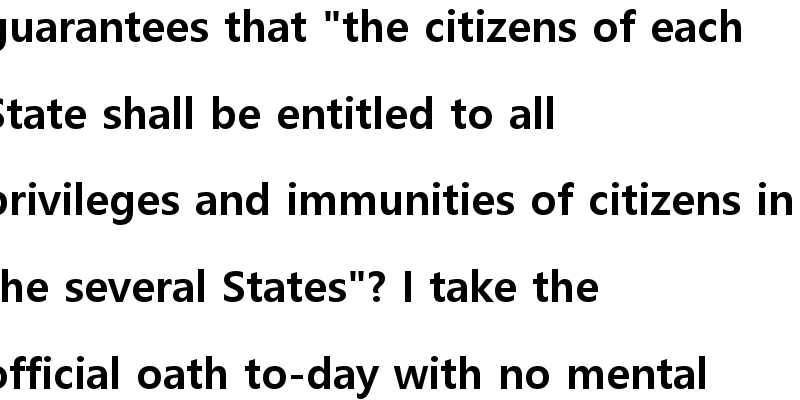 guarantees that "the citizens of each
State shall be entitled to all
privileges and immunities of citizens in
the several States"? I take the
official oath to-day with no mental